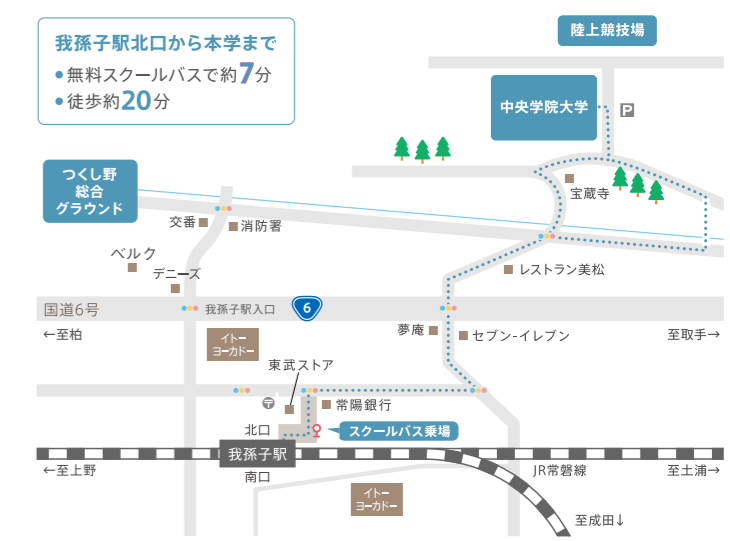 我孫子駅北口から本学まで
•無料スクールバスで約7分
•徒歩約20分
陸上競技場
中央学院大学
P
宝蔵寺
つくし野
総合
グラウンド
交番
消防署
ベルク
デニーズ
レストラン美松
国道6号
我孫子駅入口
6
←至柏
イトー
ヨーカドー
夢庵
セブン-イレブン
至取手→
東武ストア
〒
常陽銀行
北口
スクールバス乗場
我孫子駅
←至上野
南口
JR常磐線
至土浦→
イトー
ヨーカドー
至成田↓